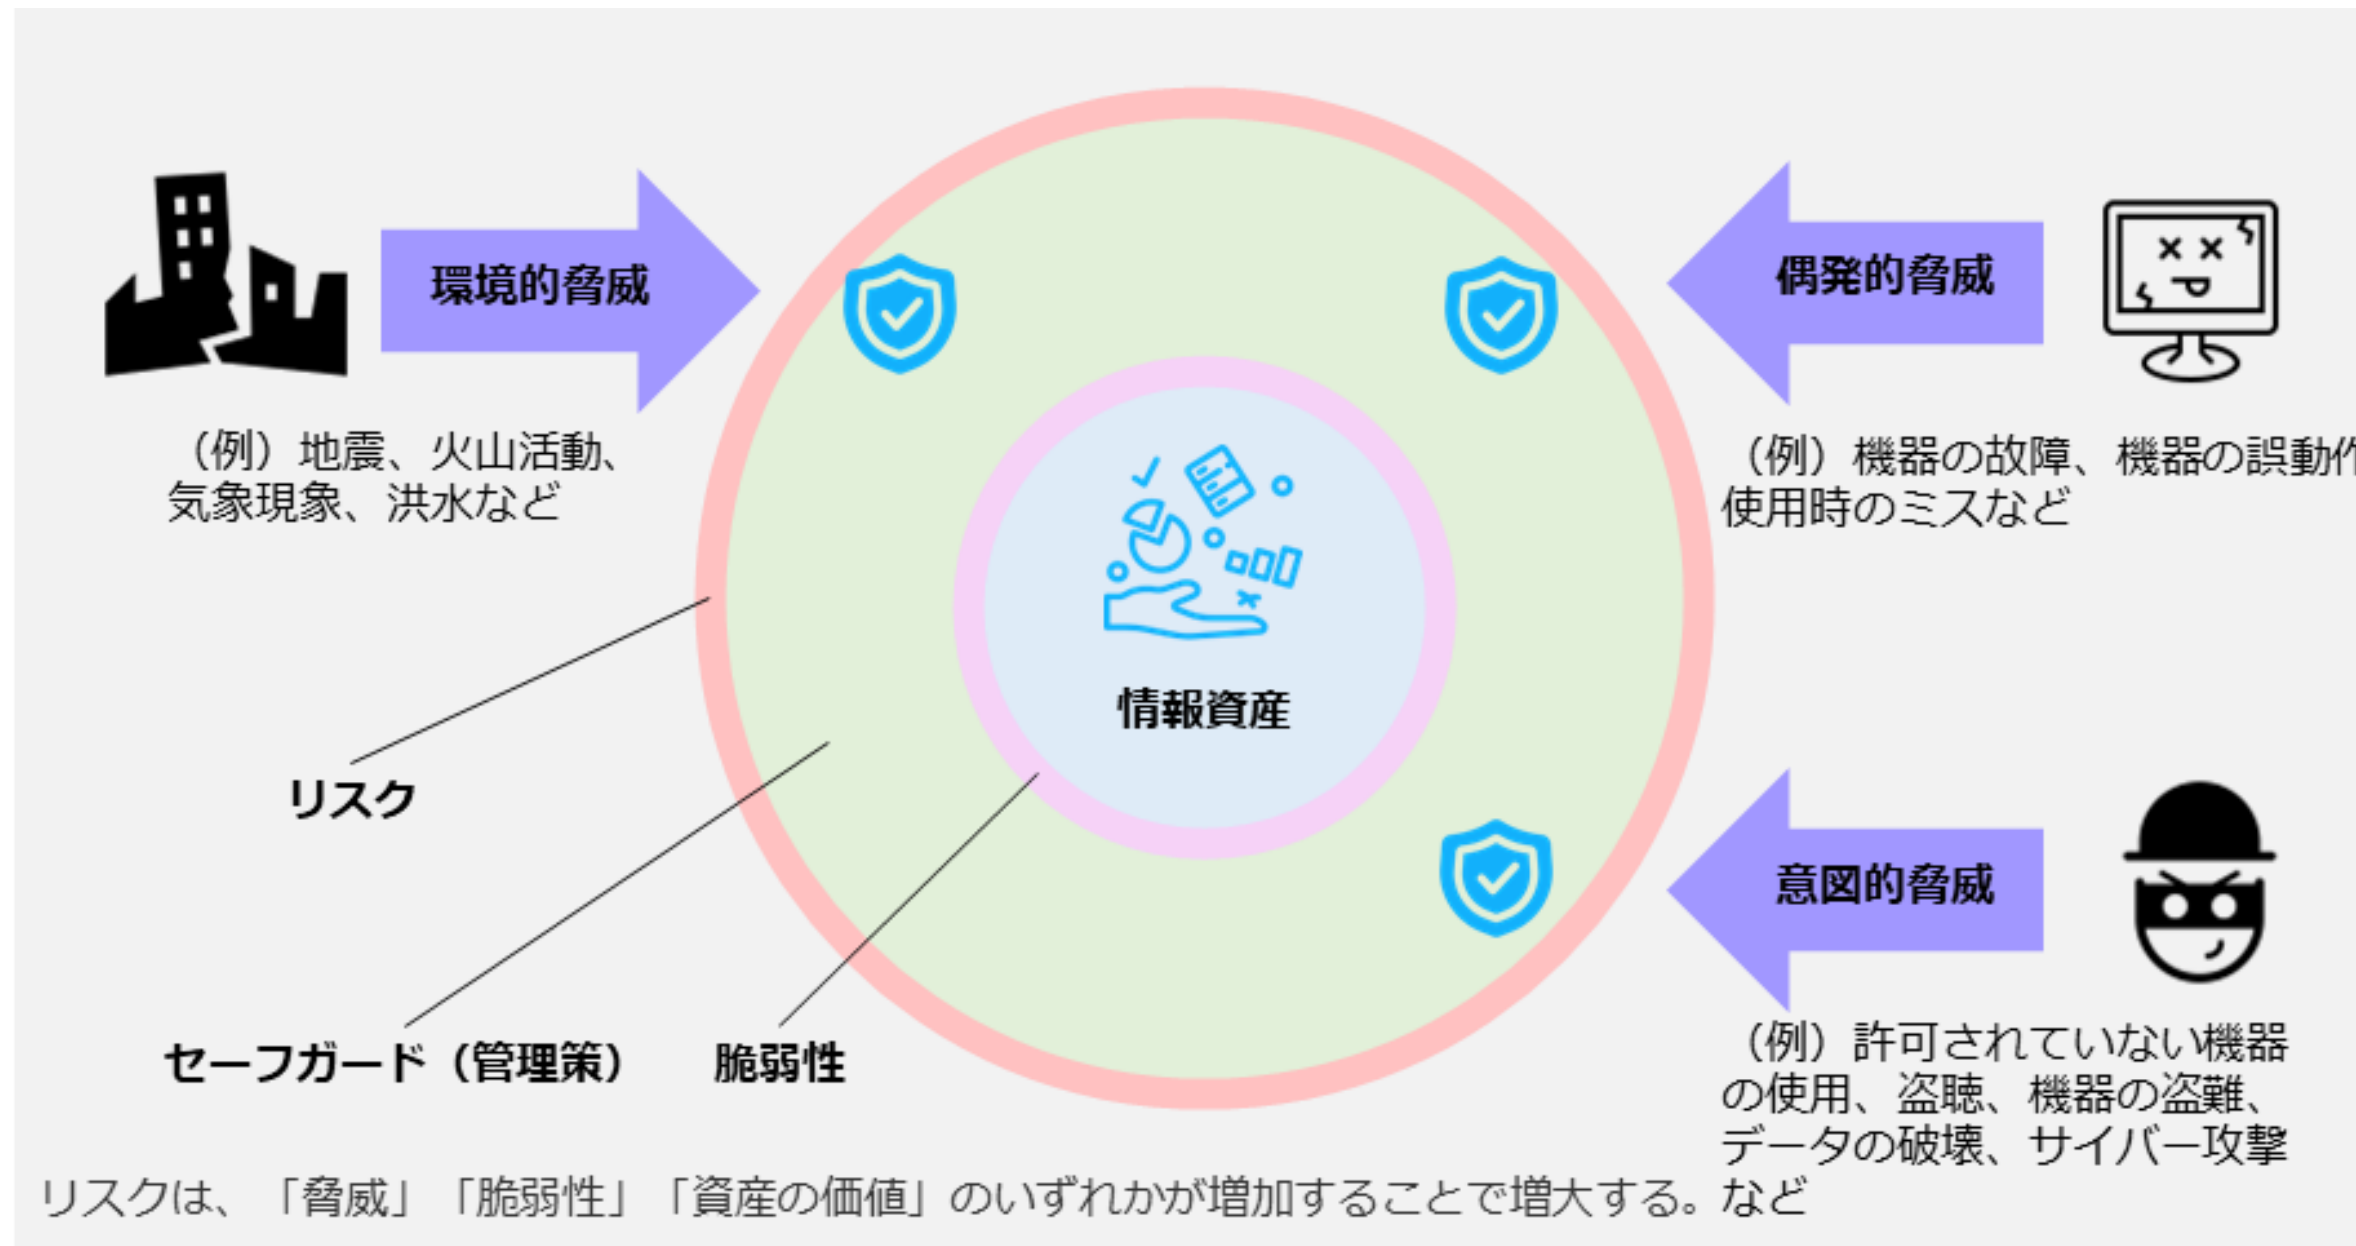 環境的脅威
（例）地震、火山活動、
気象現象、洪水など
偶発的脅威
（例）機器の故障、機器の誤動作
使用時のミスなど
情報資産
リスク
セーフガード（管理策）
脆弱性
意図的脅威
（例）許可されていない機器
の使用、盗聴、機器の盗難、
データの破壊、サイバー攻撃
など
リスクは、「脅威」「脆弱性」「資産の価値」のいずれかが増加することで増大する。